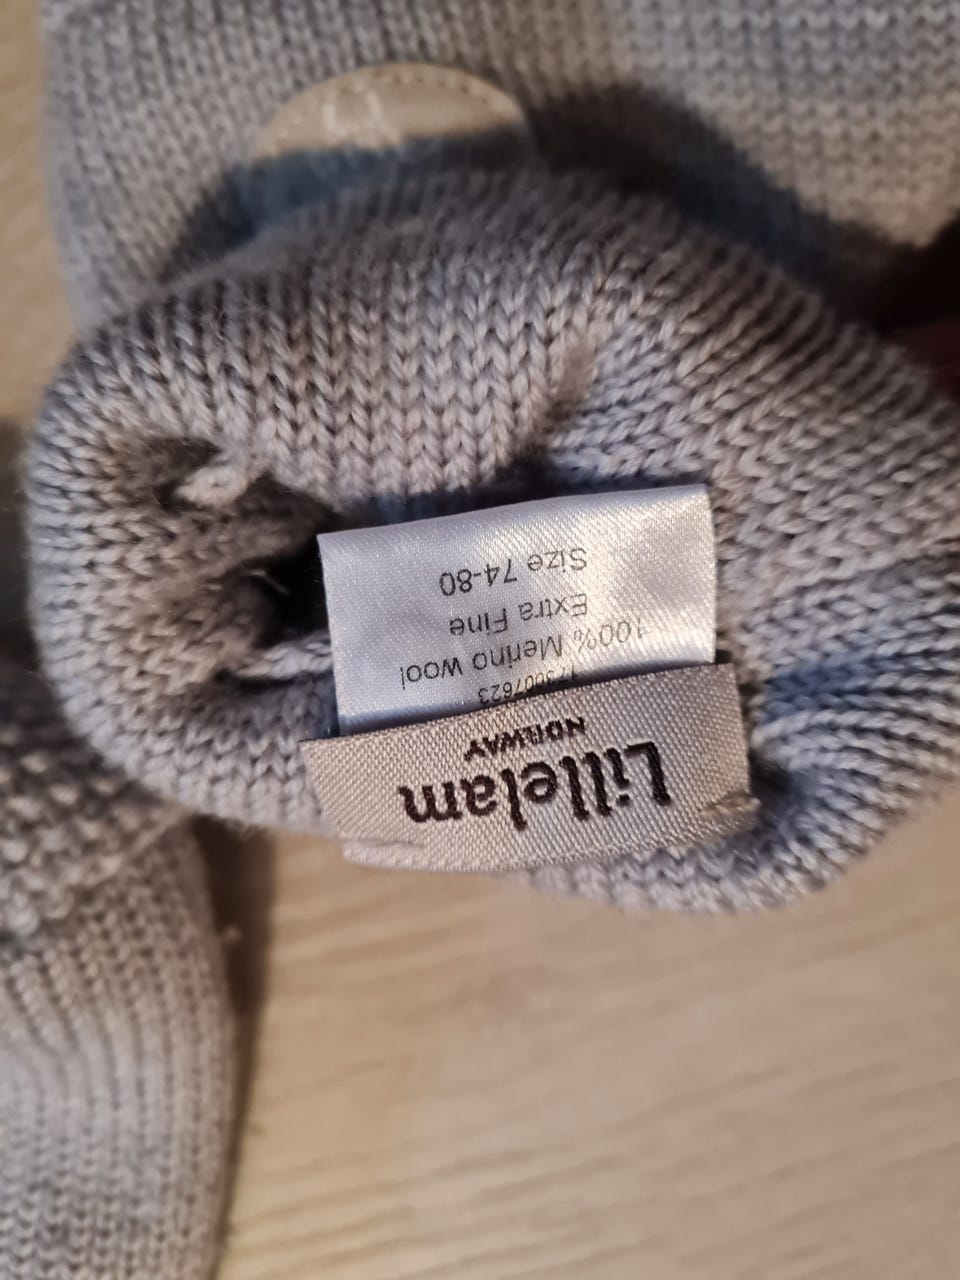 Lillelam
NORWAY
100% Merino wool
Extra Fine
Size 74-80